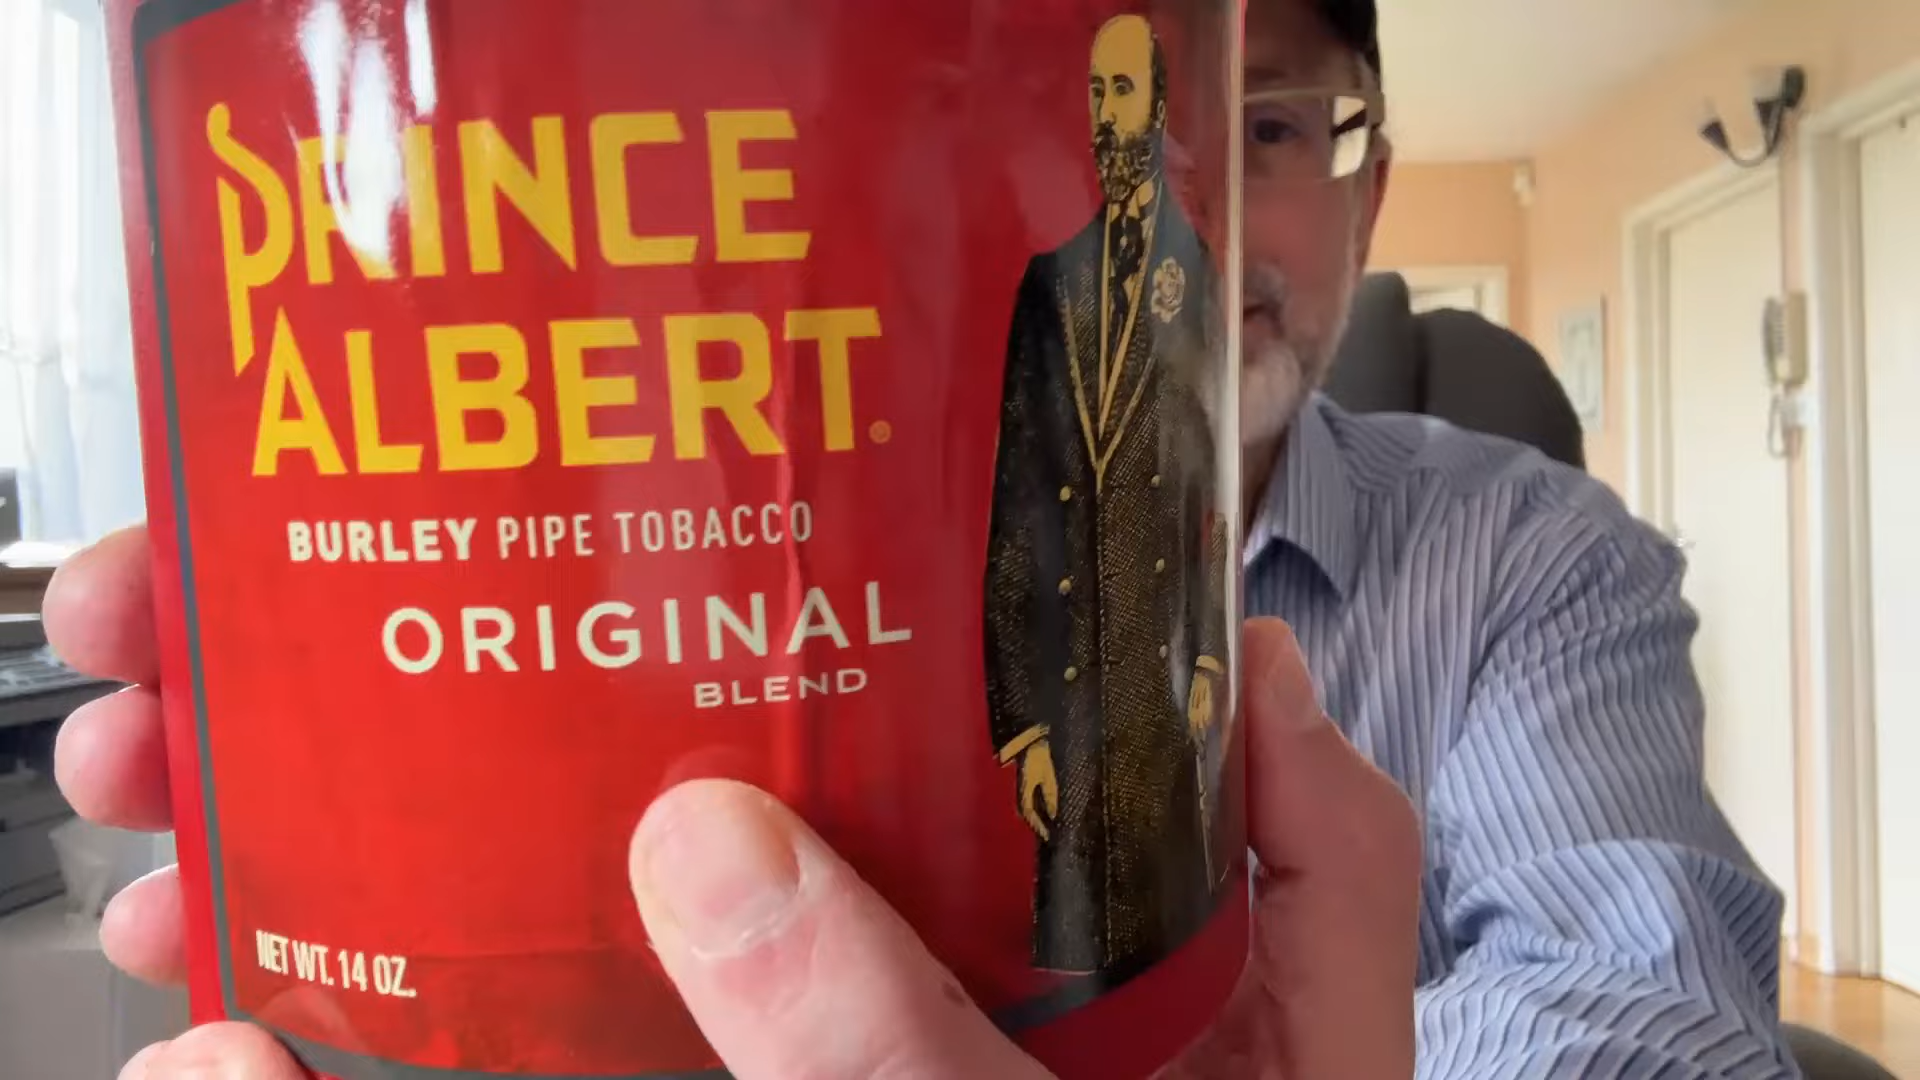 PRINCE
ALBERT®
BURLEY PIPE TOBACCO
ORIGINAL
BLEND
NET WT. 14 OZ.